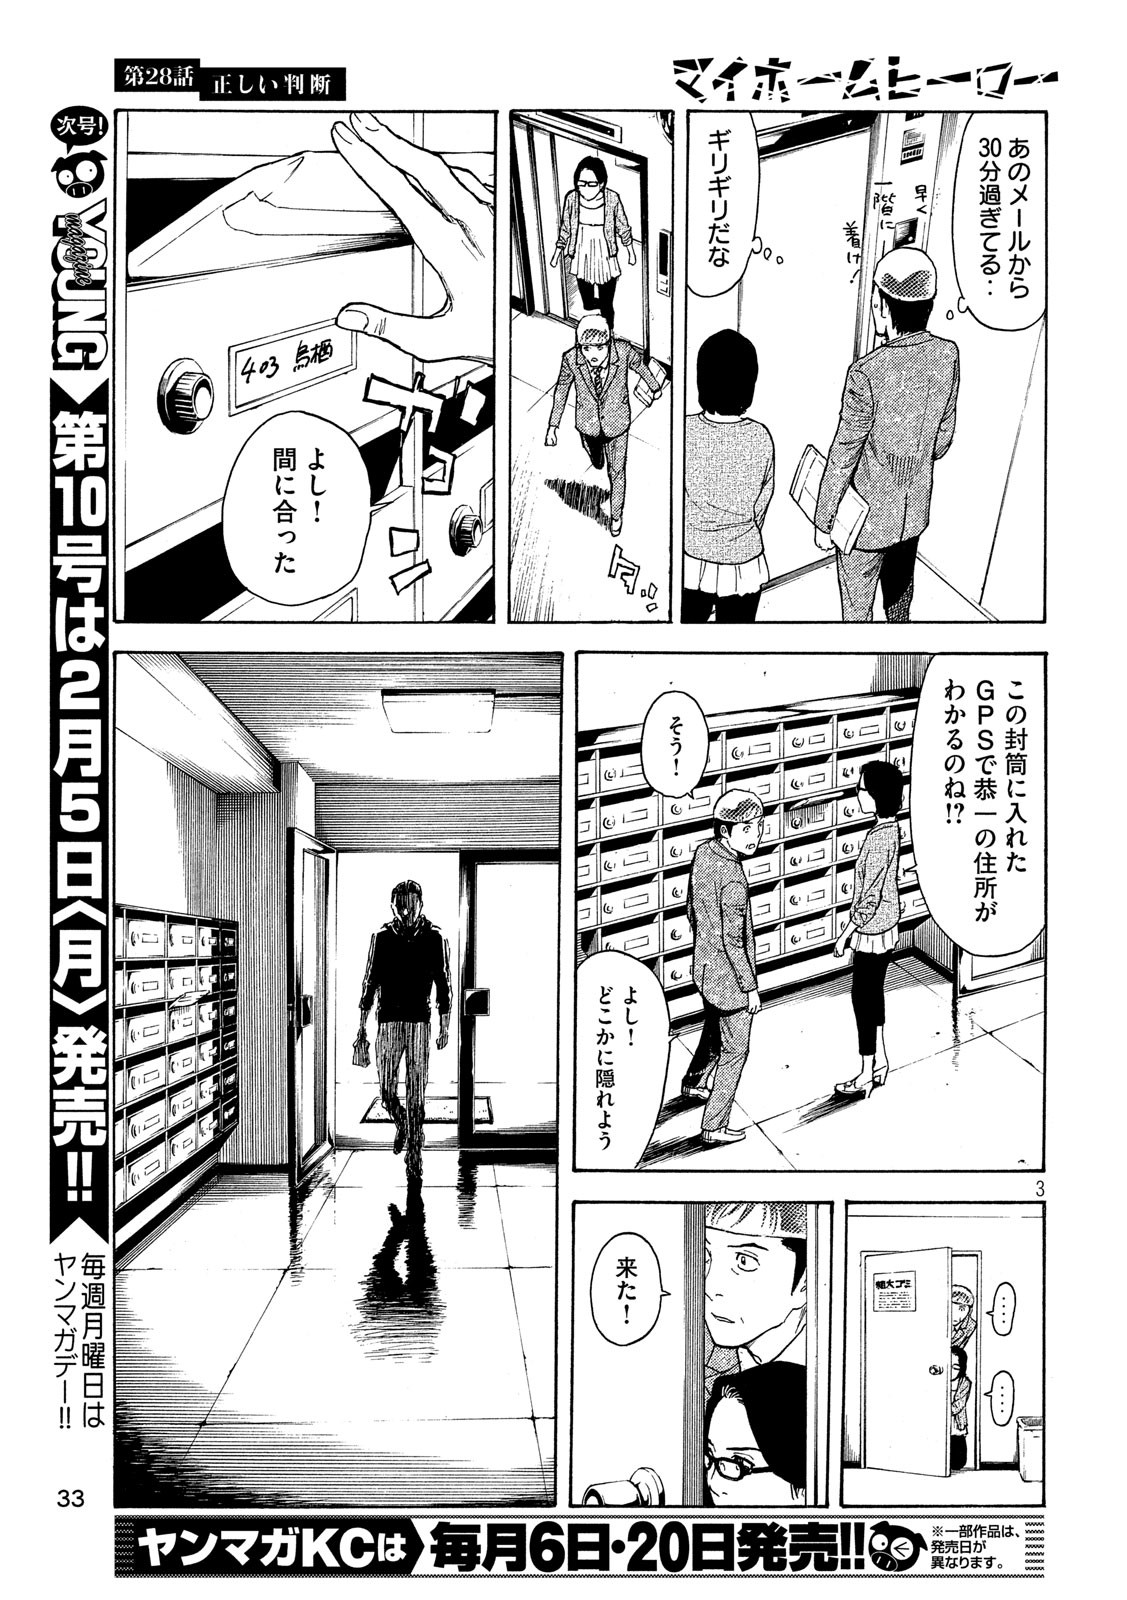 第28話
正しい判断
マイホームヒーロー
あのメールから
30分過ぎてる‥
早く
一階に
着け!
ギリギリだな
403 鳥栖
よし!
間に合った
この封筒に入れた
GPSで恭一の住所が
わかるのね!?
そう!
よし!
どこかに隠れよう
粗大ゴミ
‥‥
‥‥
来た!
3
次号!
YOUNG
magazine
第10号は2月5日〈月〉発売!!
毎週月曜日は
ヤンマガデー!!
33
ヤンマガKCは
毎月6日・20日発売!!
※一部作品は、
発売日が
異なります。